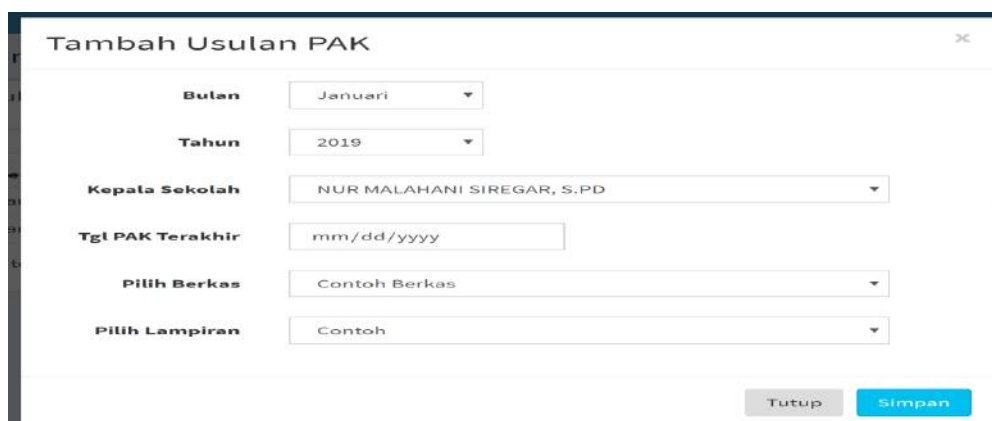 Tambah Usulan PAK ×
Bulan Januari
Tahun 2019
Kepala Sekolah NUR MALAHANI SIREGAR, S.PD
Tgl PAK Terakhir mm/dd/yyyy
Pilih Berkas Contoh Berkas
Pilih Lampiran Contoh
Tutup Simpan